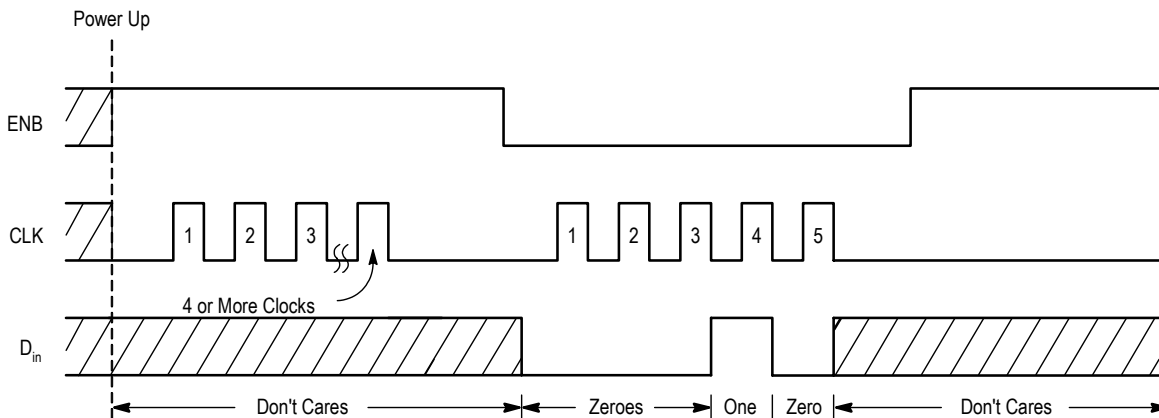 Power Up
ENB
CLK
1 2 3
1 2 3 4 5
4 or More Clocks
Din
Don't Cares
Zeroes
One
Zero
Don't Cares